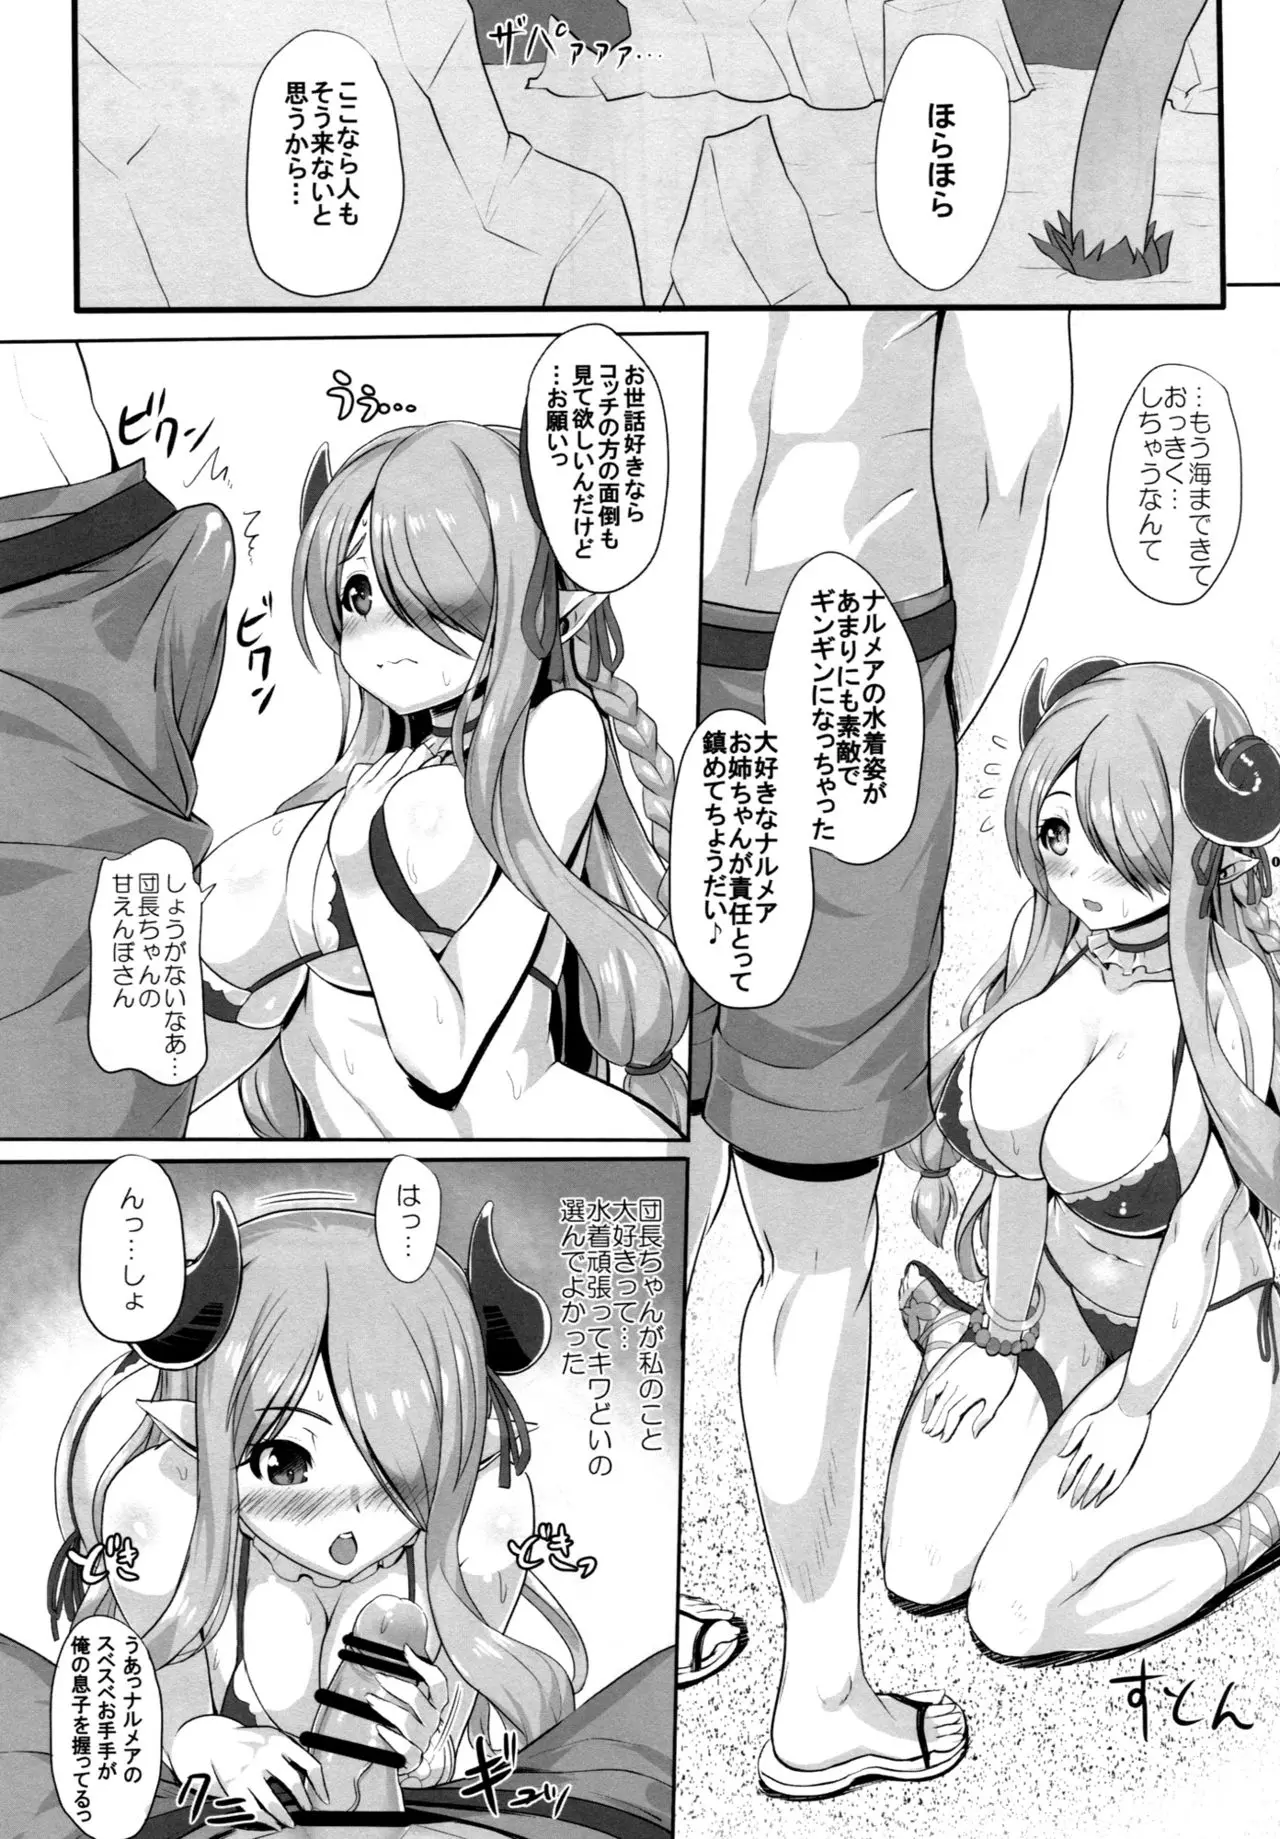 ザパァァァ…
ほらほら
ここなら人も
そう来ないと
思うから…
…もう海まできて
おっきく…
しちゃうなんて
ナルメアの水着姿が
あまりにも素敵で
ギンギンになっちゃった
大好きなナルメア
お姉ちゃんが責任とって
鎮めてちょうだい♪
すとん
お世話好きなら
コッチの方の面倒も
見て欲しいんだけど
…お願いっ
うぅ…
ビクン
ビクンッ
しょうがないなあ…
団長ちゃんの
甘えんぼさん
団長ちゃんが私のこと
大好きって…
水着頑張ってキワどいの
選んでよかった
はっ…
んっ…しょ
どきっ
どきっ
うあっナルメアの
スベスベお手手が
俺の息子を握ってるっ
ギュッ